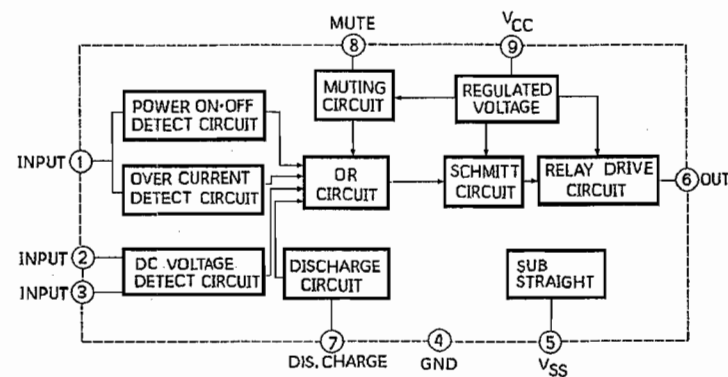 MUTE
VCC
8
9
POWER ON•OFF
DETECT CIRCUIT
MUTING
CIRCUIT
REGULATED
VOLTAGE
INPUT 1
OVER CURRENT
DETECT CIRCUIT
OR
CIRCUIT
SCHMITT
CIRCUIT
RELAY DRIVE
CIRCUIT
6 OUT
INPUT 2
INPUT 3
DC VOLTAGE
DETECT CIRCUIT
DISCHARGE
CIRCUIT
SUB
STRAIGHT
7
4
5
DIS.CHARGE
GND
VSS